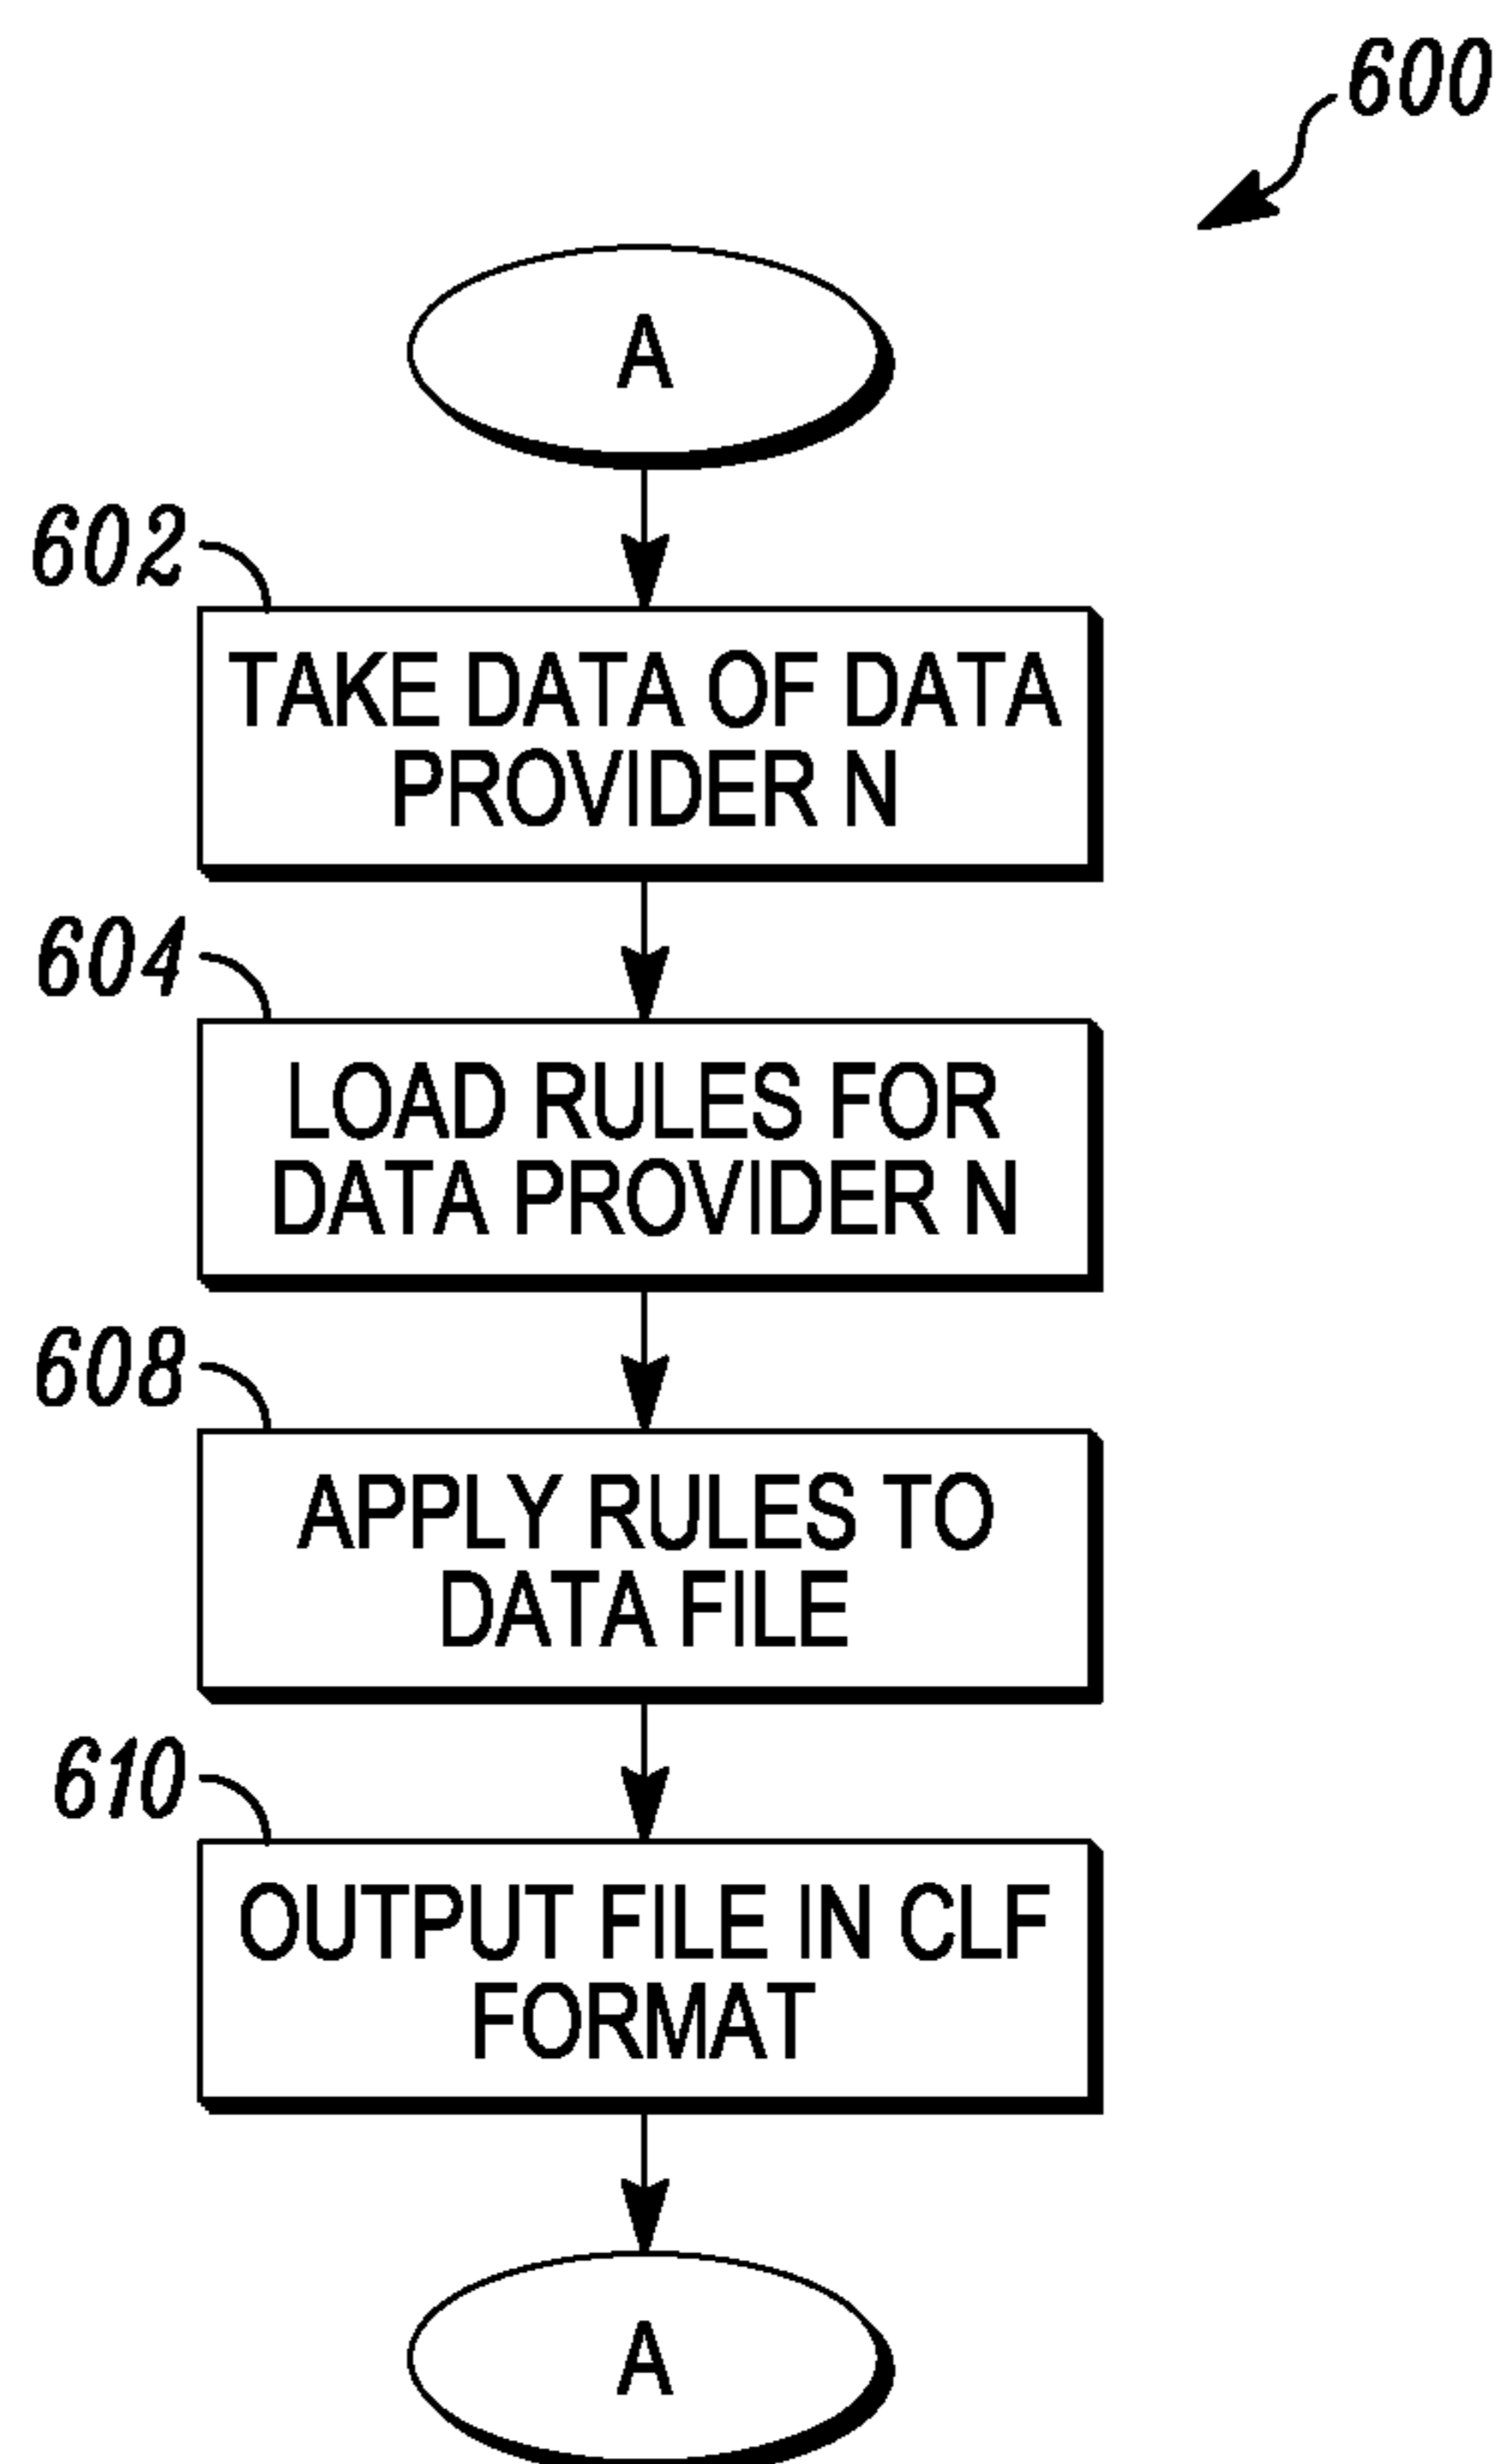 600
A
602
TAKE DATA OF DATA
PROVIDER N
604
LOAD RULES FOR
DATA PROVIDER N
608
APPLY RULES TO
DATA FILE
610
OUTPUT FILE IN CLF
FORMAT
A